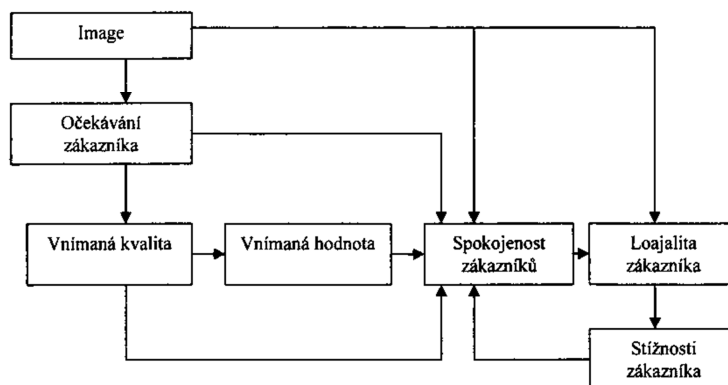 Image
Očekávání
zákazníka
Vnímaná kvalita
Vnímaná hodnota
Spokojenost
zákazníků
Loajalita
zákazníka
Stížnosti
zákazníka